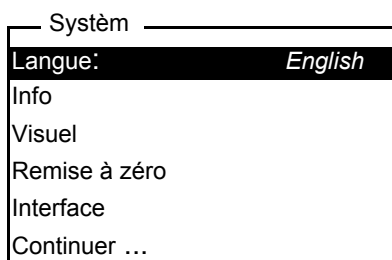 Systèm
Langue: English
Info
Visuel
Remise à zéro
Interface
Continuer ...